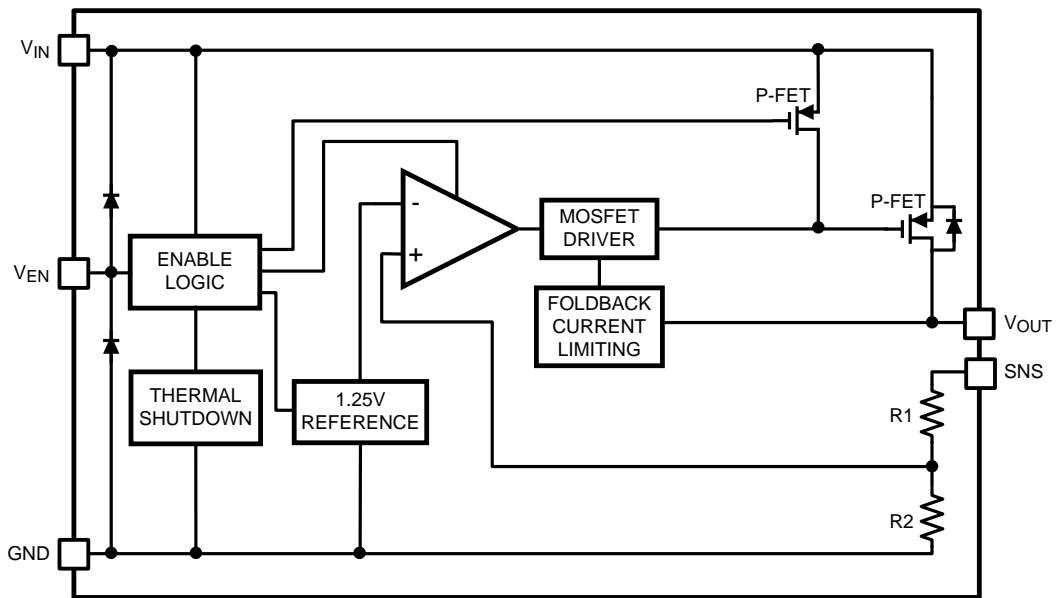 VIN
P-FET
P-FET
-
+
MOSFET
DRIVER
VEN
ENABLE
LOGIC
FOLDBACK
CURRENT
LIMITING
VOUT
SNS
THERMAL
SHUTDOWN
1.25V
REFERENCE
R1
R2
GND